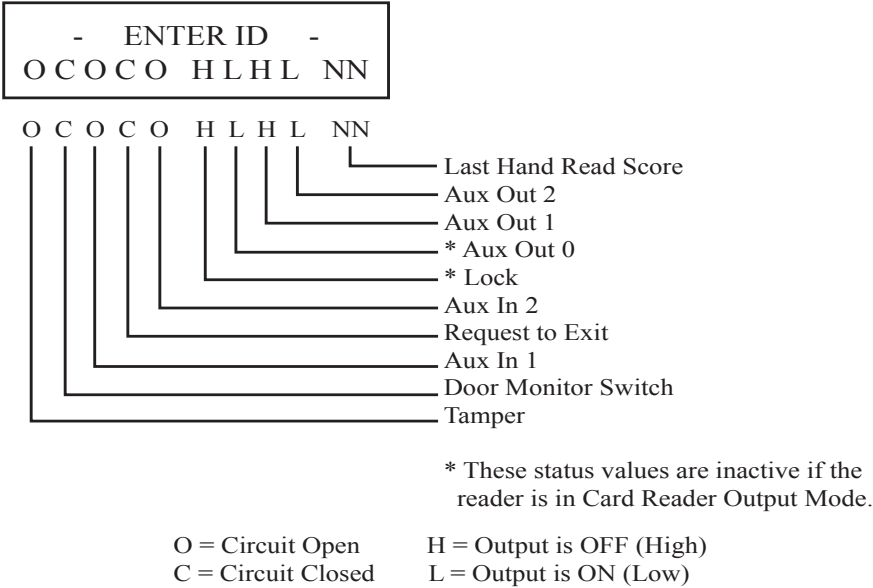 - ENTER ID -
O C O C O H L H L NN
O C O C O H L H L NN
Last Hand Read Score
Aux Out 2
Aux Out 1
* Aux Out 0
* Lock
Aux In 2
Request to Exit
Aux In 1
Door Monitor Switch
Tamper
* These status values are inactive if the
reader is in Card Reader Output Mode.
O = Circuit Open H = Output is OFF (High)
C = Circuit Closed L = Output is ON (Low)